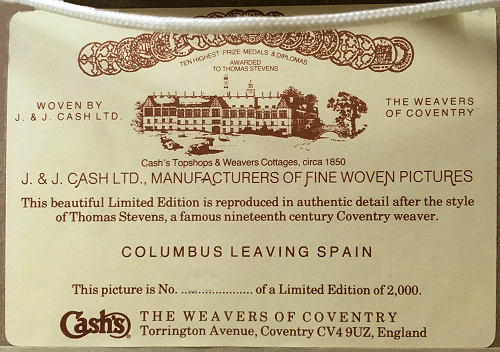 TEN HIGHEST PRIZE MEDALS & DIPLOMAS
AWARDED
TO THOMAS STEVENS
WOVEN BY
J. & J. CASH LTD.
THE WEAVERS
OF COVENTRY
Cash's Topshops & Weavers Cottages, circa 1850
J. & J. CASH LTD., MANUFACTURERS OF FINE WOVEN PICTURES
This beautiful Limited Edition is reproduced in authentic detail after the style
of Thomas Stevens, a famous nineteenth century Coventry weaver.
COLUMBUS LEAVING SPAIN
This picture is No. ..................... of a Limited Edition of 2,000.
Cash's®
THE WEAVERS OF COVENTRY
Torrington Avenue, Coventry CV4 9UZ, England